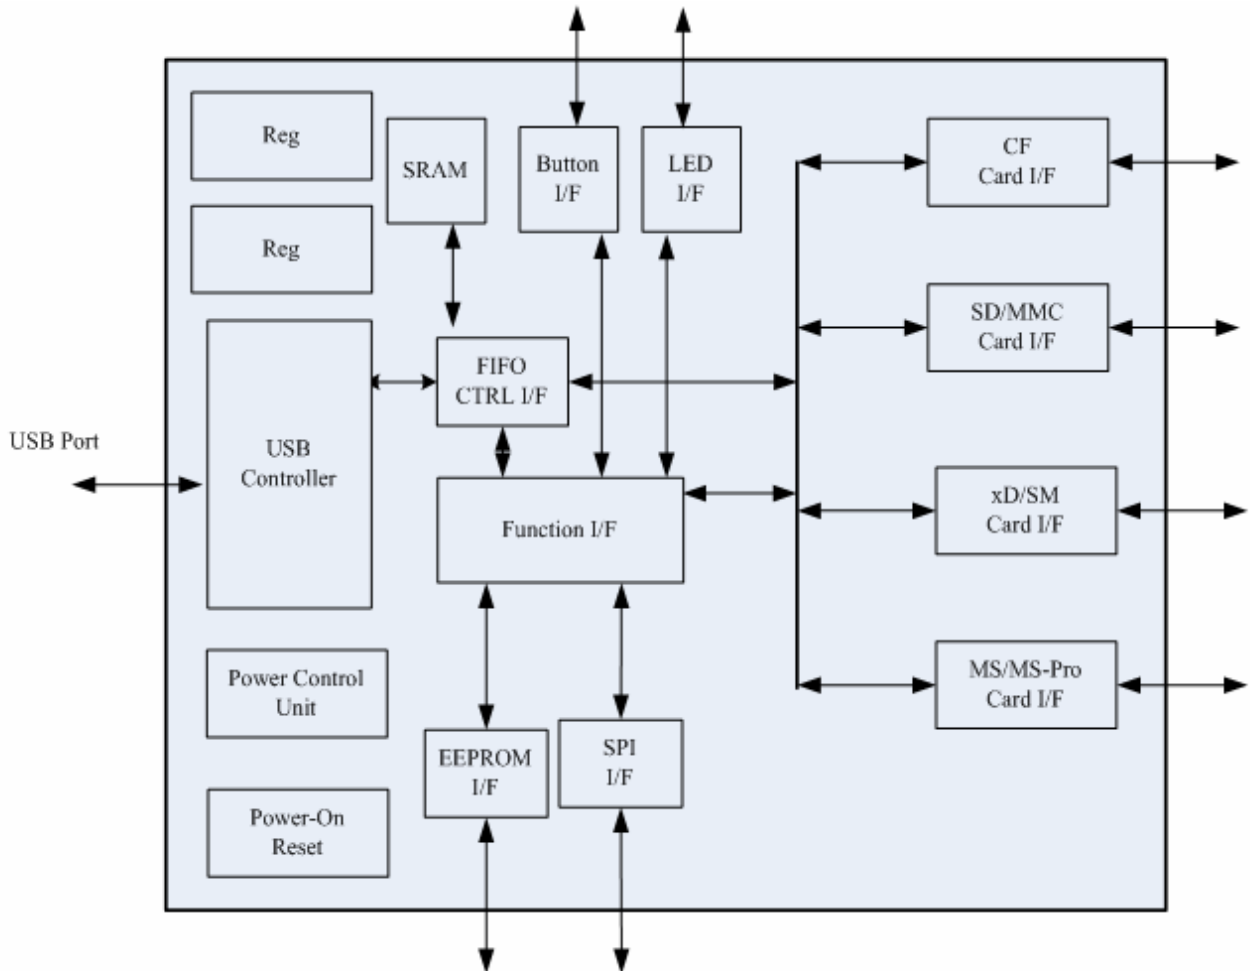 Reg
SRAM
Button
I/F
LED
I/F
CF
Card I/F
Reg
SD/MMC
Card I/F
FIFO
CTRL I/F
USB Port
USB
Controller
Function I/F
xD/SM
Card I/F
Power Control
Unit
MS/MS-Pro
Card I/F
EEPROM
I/F
SPI
I/F
Power-On
Reset